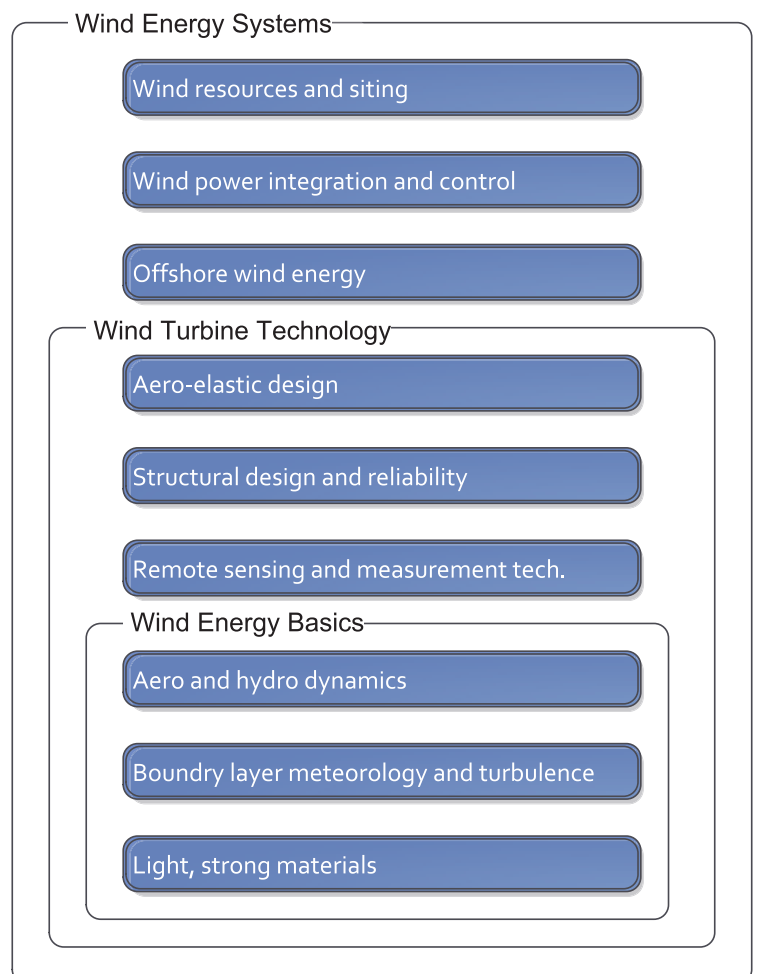 Wind Energy Systems
Wind resources and siting
Wind power integration and control
Offshore wind energy
Wind Turbine Technology
Aero-elastic design
Structural design and reliability
Remote sensing and measurement tech.
Wind Energy Basics
Aero and hydro dynamics
Boundry layer meteorology and turbulence
Light, strong materials